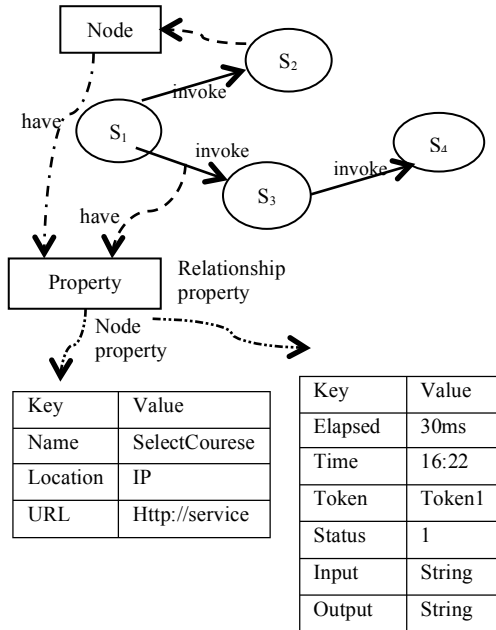 Node
S2
invoke
have
S1
invoke
S4
invoke
S3
have
Property
Relationship
property
Node
property
Key Value
Name SelectCourese
Location IP
URL Http://service
Key Value
Elapsed 30ms
Time 16:22
Token Token1
Status 1
Input String
Output String